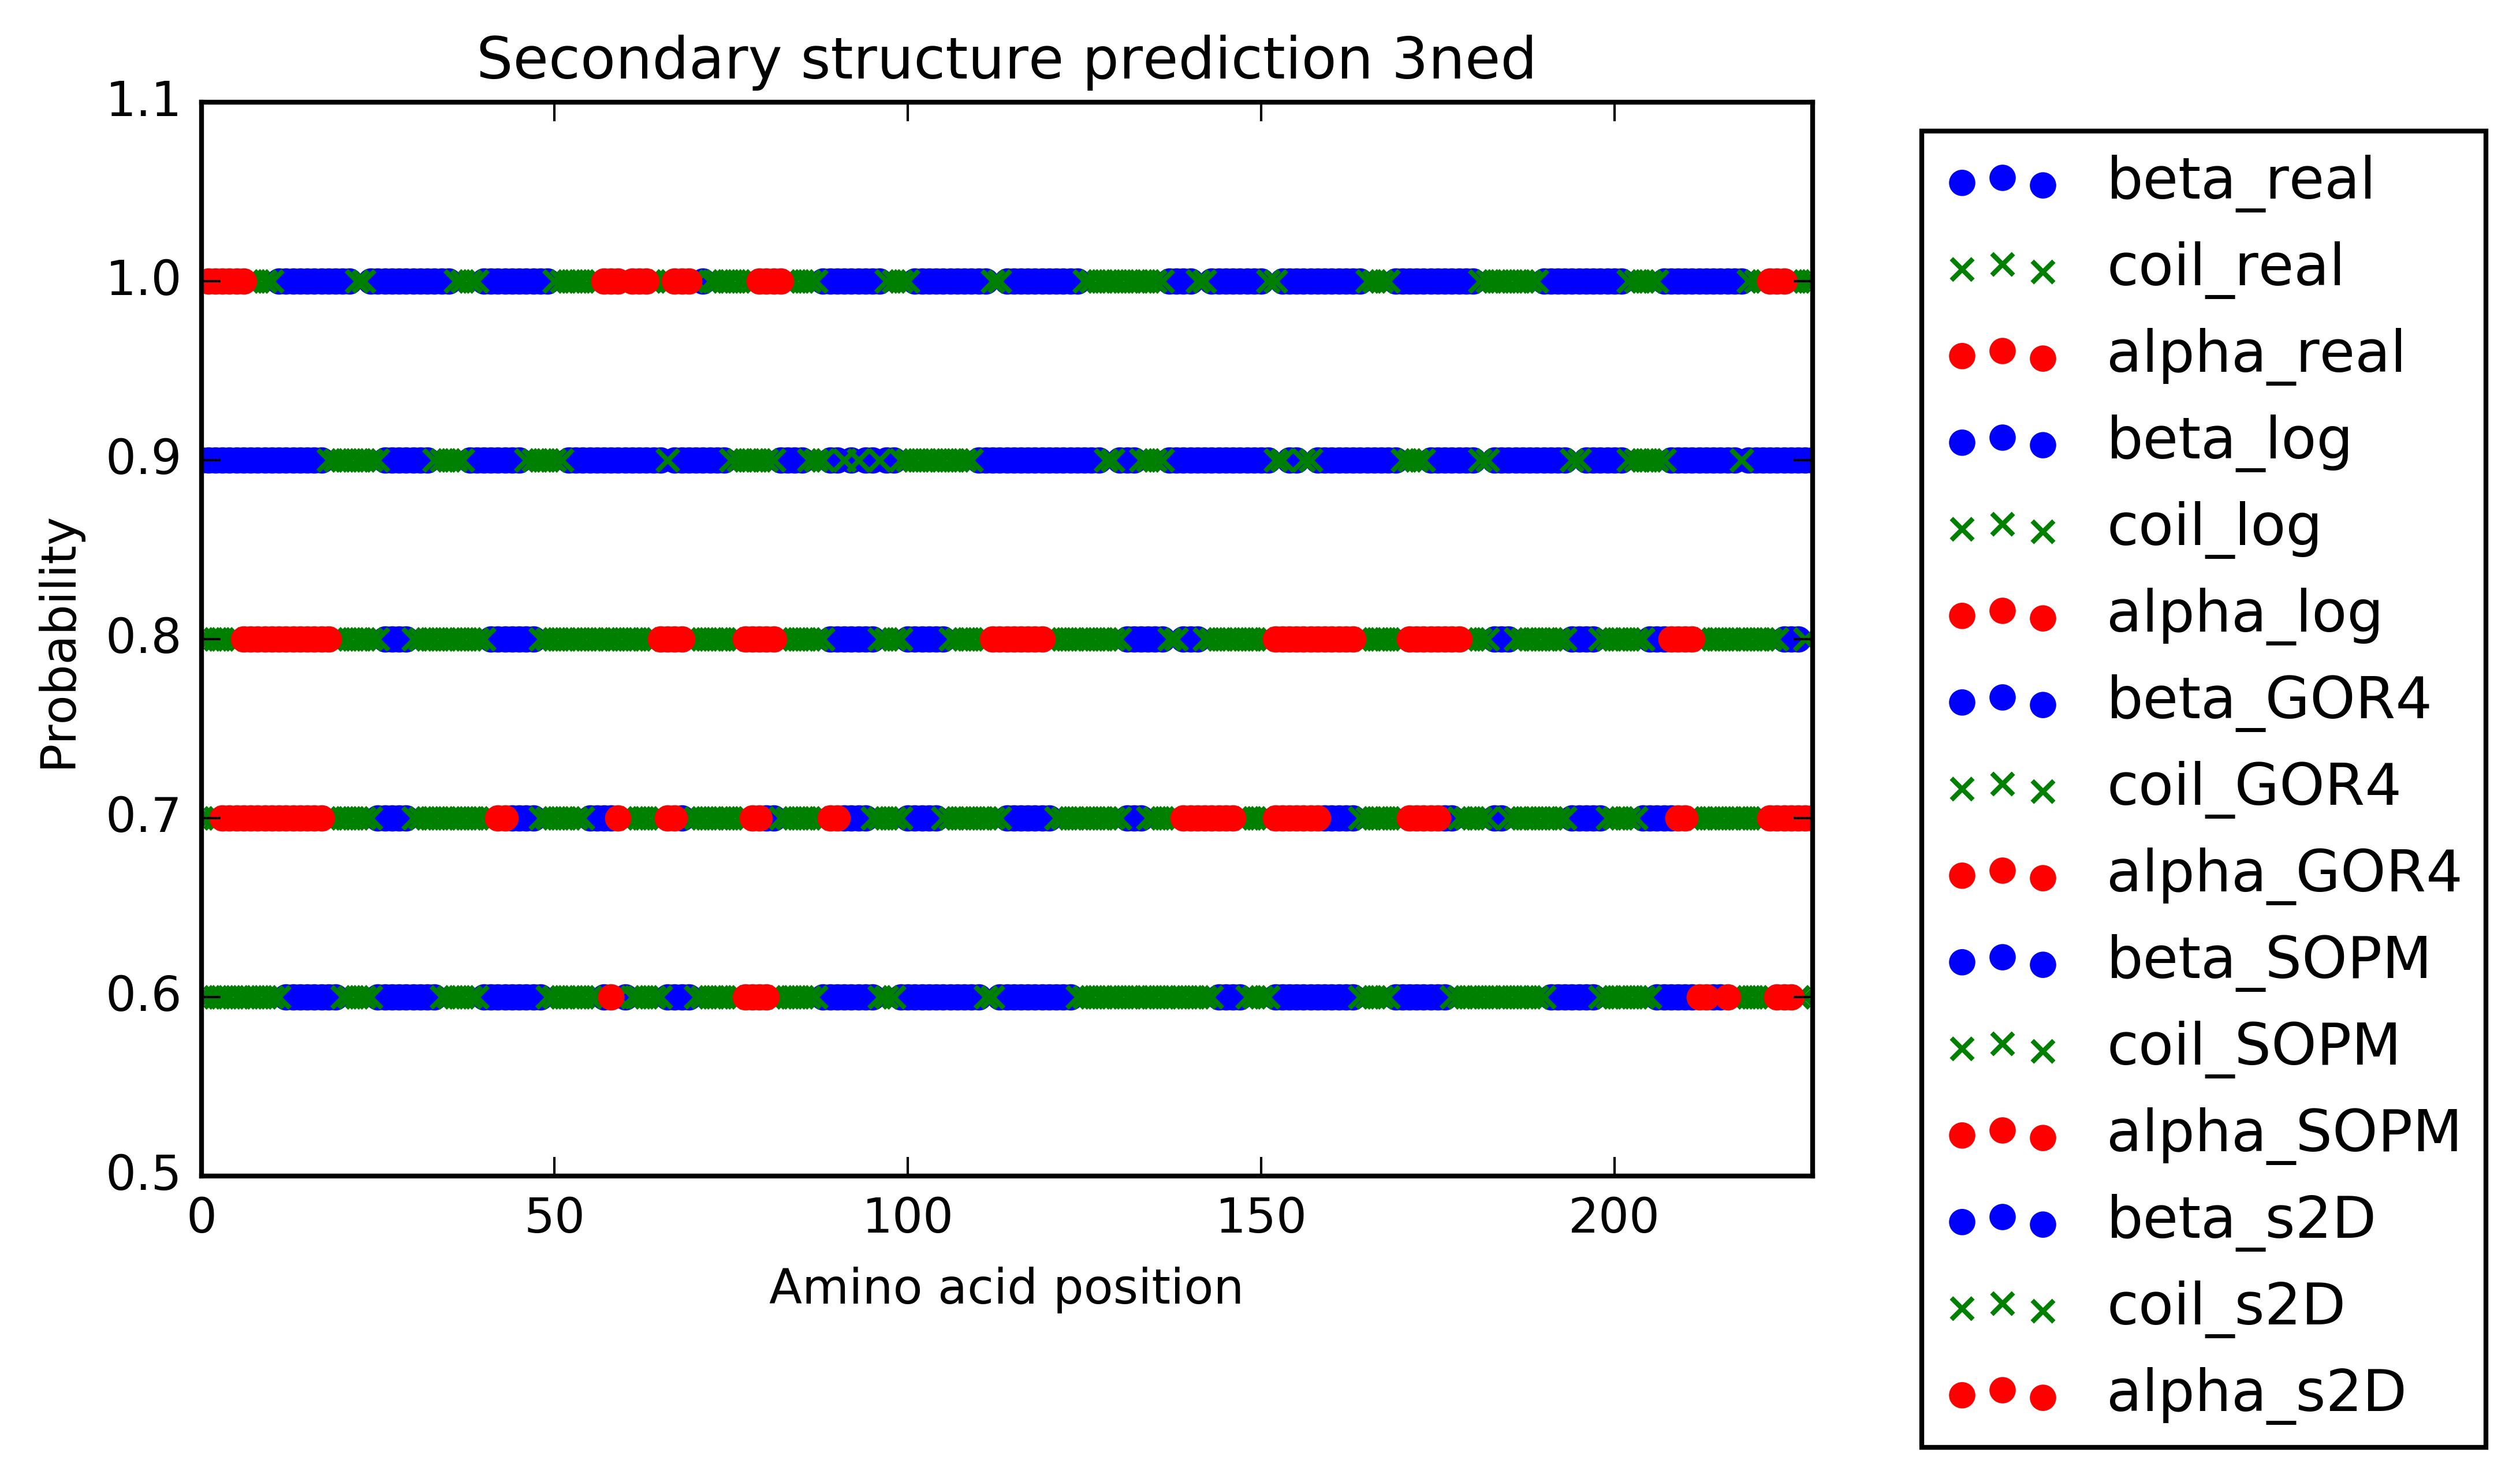 Secondary structure prediction 3ned
1.1
1.0
0.9
0.8
0.7
0.6
0.5
Probability
0 50 100 150 200
Amino acid position
beta_real
coil_real
alpha_real
beta_log
coil_log
alpha_log
beta_GOR4
coil_GOR4
alpha_GOR4
beta_SOPM
coil_SOPM
alpha_SOPM
beta_s2D
coil_s2D
alpha_s2D